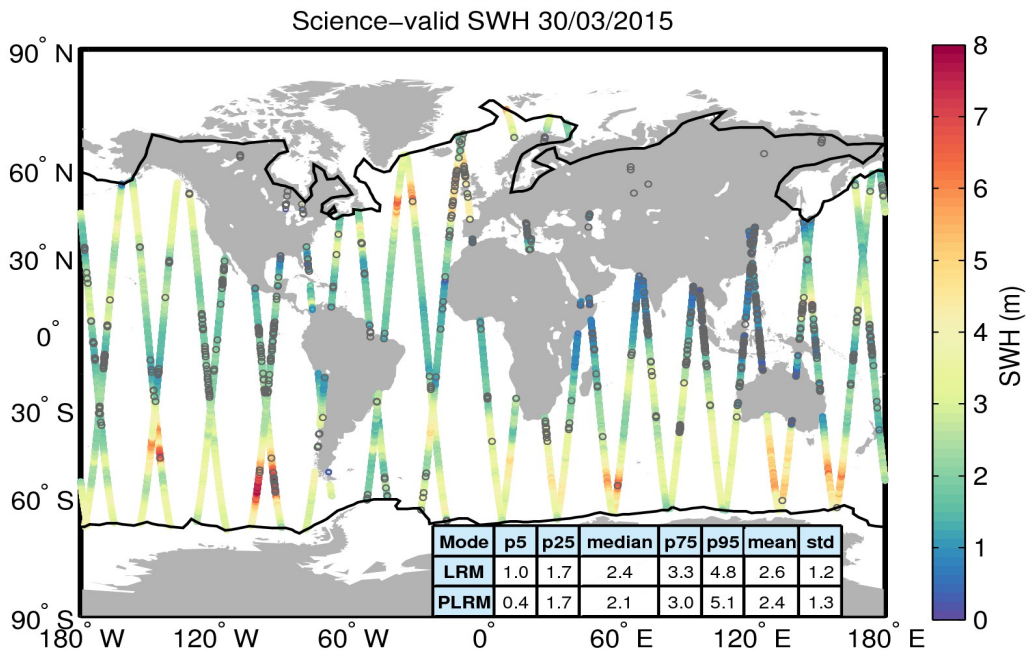 Science−valid SWH 30/03/2015
90° N
60° N
30° N
0°
30° S
60° S
90° S
180° W
120° W
60° W
0°
60° E
120° E
180° E
Mode p5 p25 median p75 p95 mean std
LRM 1.0 1.7 2.4 3.3 4.8 2.6 1.2
PLRM 0.4 1.7 2.1 3.0 5.1 2.4 1.3
8
7
6
5
4
3
2
1
0
SWH (m)